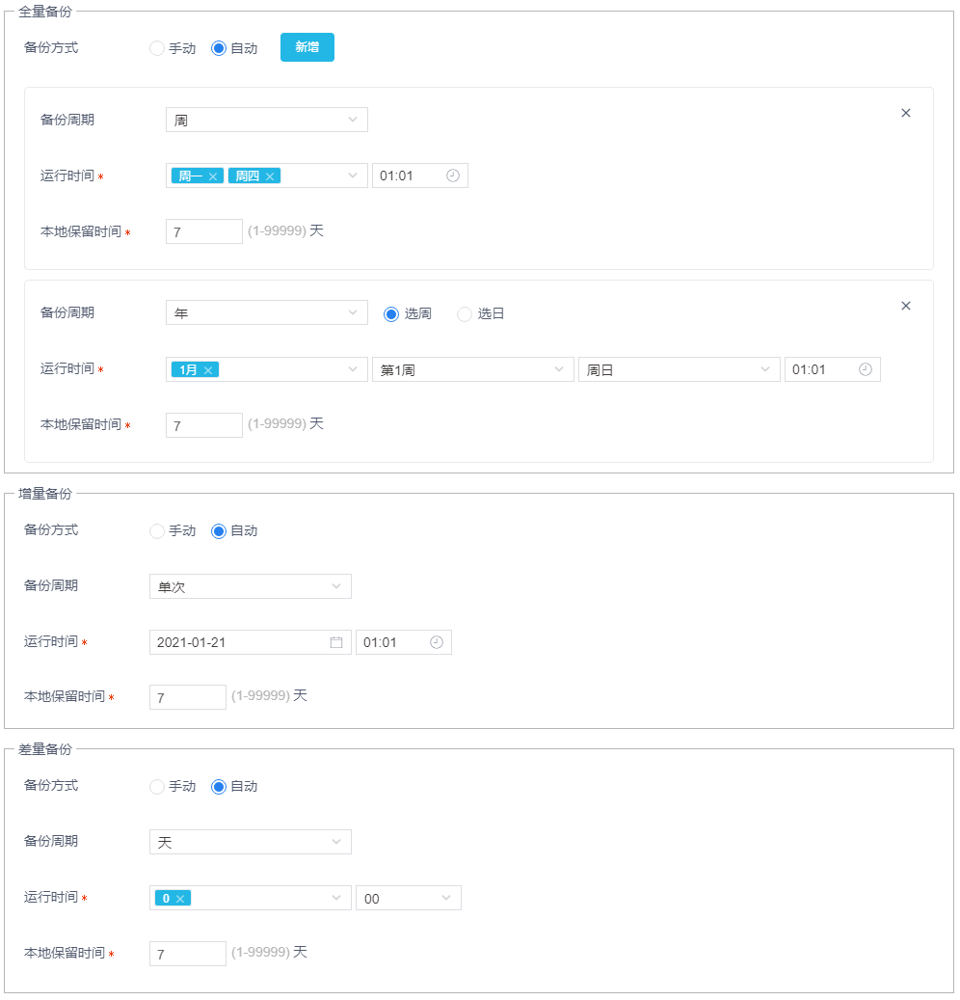 全量备份
备份方式 手动 自动 新增
备份周期 周 ×
运行时间* 周一 × 周四 × 01:01
本地保留时间* 7 (1-99999) 天
备份周期 年 选周 选日 ×
运行时间* 1月 × 第1周 周日 01:01
本地保留时间* 7 (1-99999) 天
增量备份
备份方式 手动 自动
备份周期 单次
运行时间* 2021-01-21 01:01
本地保留时间* 7 (1-99999) 天
差量备份
备份方式 手动 自动
备份周期 天
运行时间* 0 × 00
本地保留时间* 7 (1-99999) 天